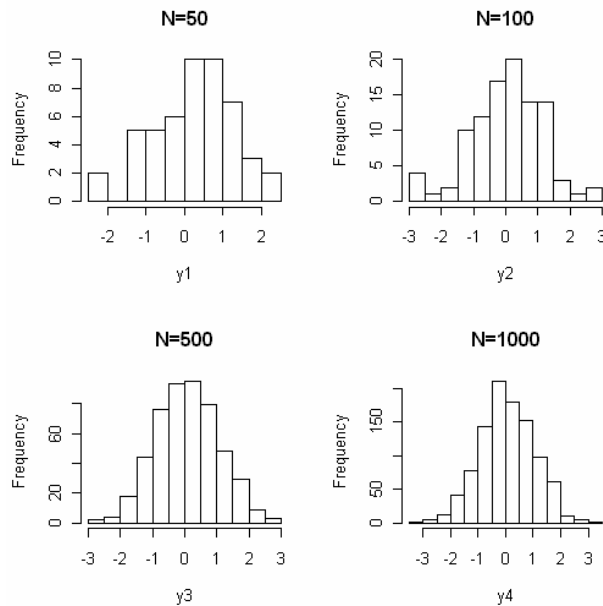 N=50
Frequency
0 2 4 6 8 10
-2 -1 0 1 2
y1
N=100
Frequency
0 5 10 15 20
-3 -2 -1 0 1 2 3
y2
N=500
Frequency
0 20 60
-3 -2 -1 0 1 2 3
y3
N=1000
Frequency
0 50 150
-3 -2 -1 0 1 2 3
y4